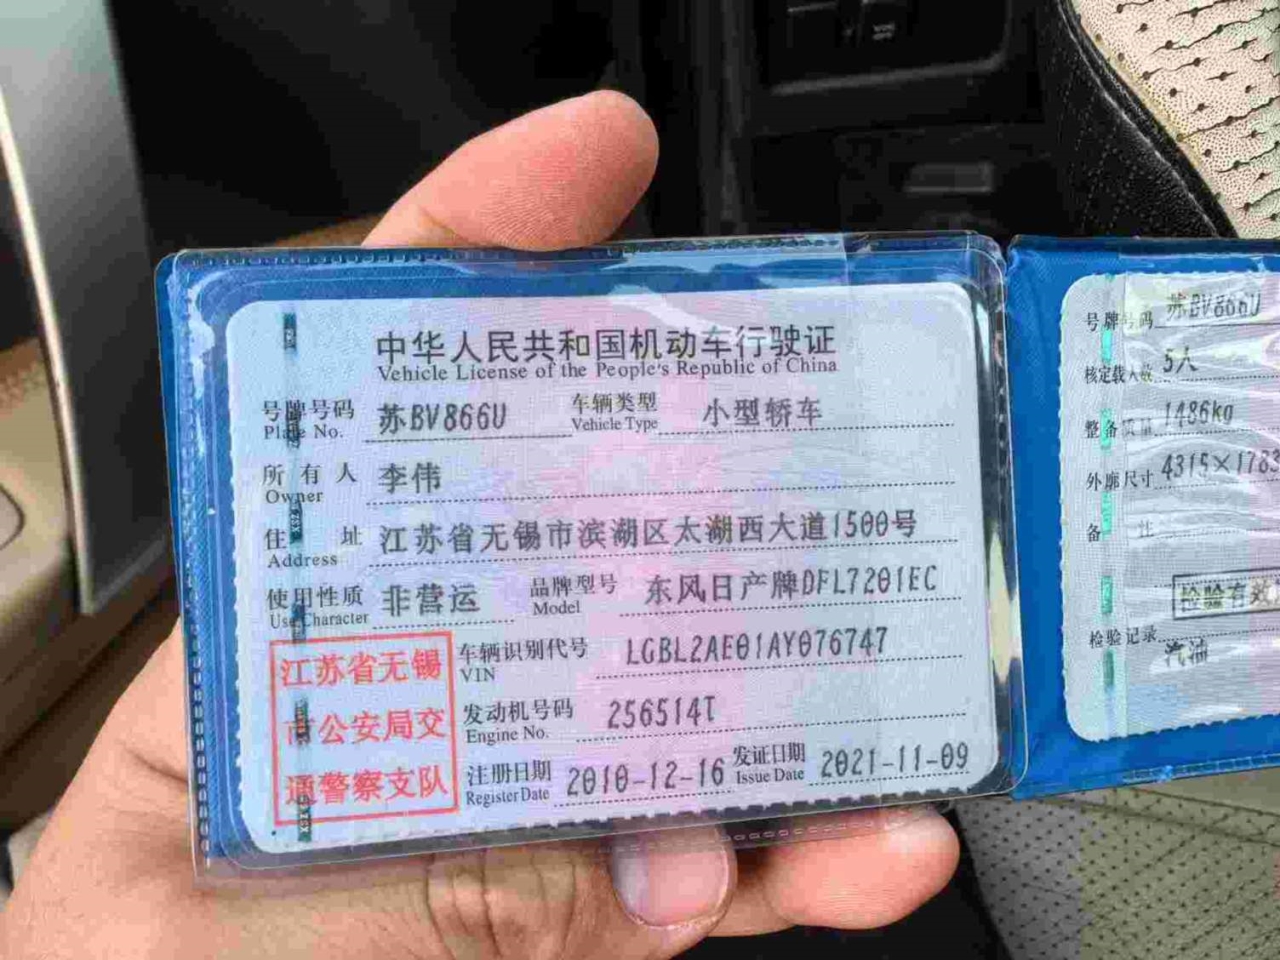 中华人民共和国机动车行驶证
Vehicle License of the People's Republic of China
号牌号码 苏BV866U 车辆类型 小型轿车
Plate No. Vehicle Type
所有人 李伟
Owner
住址 江苏省无锡市滨湖区太湖西大道1500号
Address
使用性质 非营运 品牌型号 东风日产牌DFL7201EC
Use Character Model
车辆识别代号 LGBL2AE01AY076747
VIN
发动机号码 256514T
Engine No.
注册日期 2010-12-16 发证日期 2021-11-09
Register Date Issue Date
江苏省无锡
市公安局交
通警察支队
号牌号码 苏BV866U
核定载人数 5人
整备质量 1486kg
外廓尺寸 4315×1783
备注
检验有效
检验记录
汽油